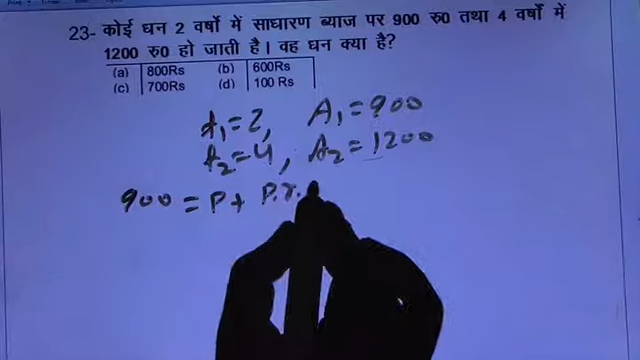 23- कोई धन 2 वर्षो में साधारण ब्याज पर 900 रु0 तथा 4 वर्षो में
1200 रु0 हो जाती है। वह धन क्या है?
(a) 800Rs (b) 600Rs
(c) 700Rs (d) 100 Rs
t₁=2, A₁=900
t₂=4, A₂=1200
900 = P+ P.r.